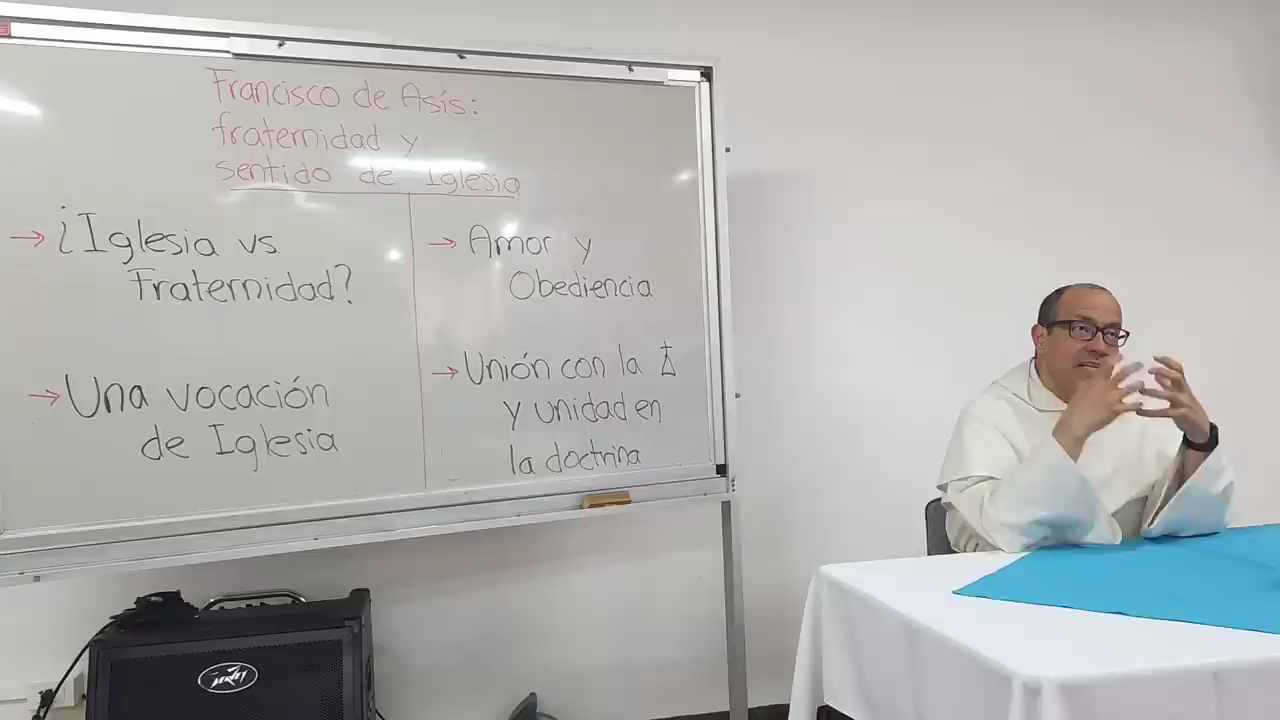 Francisco de Asís:
fraternidad y
sentido de Iglesia
→ ¿Iglesia vs.
Fraternidad?
→ Una vocación
de Iglesia
→ Amor y
Obediencia
→ Unión con la
y unidad en
la doctrina
PEAVEY